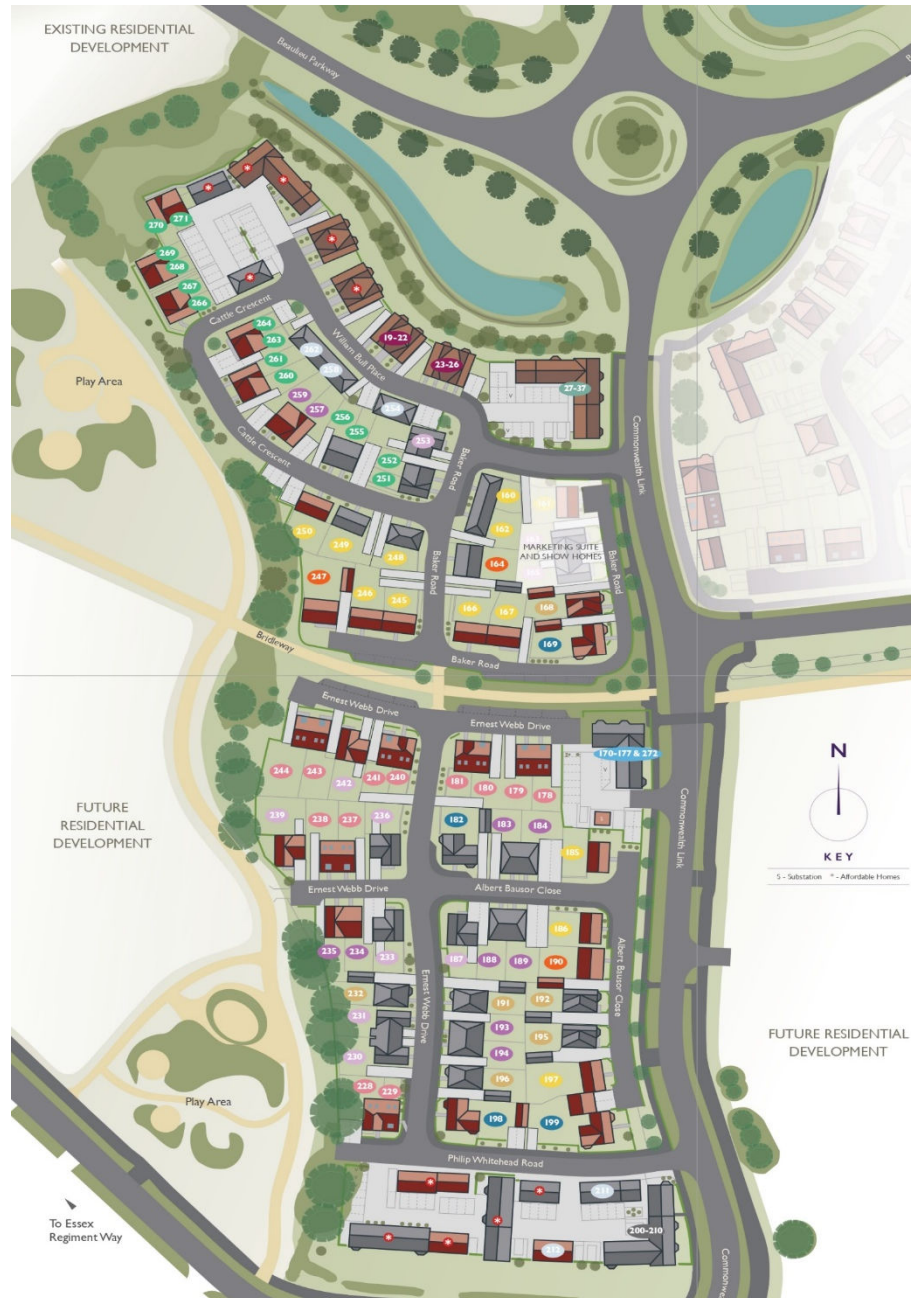 EXISTING RESIDENTIAL
DEVELOPMENT
Beaulieu Parkway
270
271
269
268
267
266
Cattle Crescent
264
263
261
260
259
257
256
255
William Bull Place
19-22
23-26
27-37
Play Area
253
252
251
Cattle Crescent
Baker Road
Commonwealth Link
250
249
248
247
246
245
Baker Road
160
162
164
MARKETING SUITE
AND SHOW HOMES
166
167
168
169
Baker Road
Baker Road
Bridleway
Ernest Webb Drive
Ernest Webb Drive
170-177 & 272
244
243
242
241
240
181
180
179
178
239
238
237
236
182
183
184
185
FUTURE
RESIDENTIAL
DEVELOPMENT
Commonwealth Link
N
KEY
S - Substation * - Affordable Homes
Ernest Webb Drive
Albert Bausor Close
235
234
233
187
188
189
186
190
Albert Bausor Close
Ernest Webb Drive
232
231
191
192
193
195
194
230
196
197
228
229
198
199
FUTURE RESIDENTIAL
DEVELOPMENT
Play Area
Philip Whitehead Road
211
200-210
212
To Essex
Regiment Way